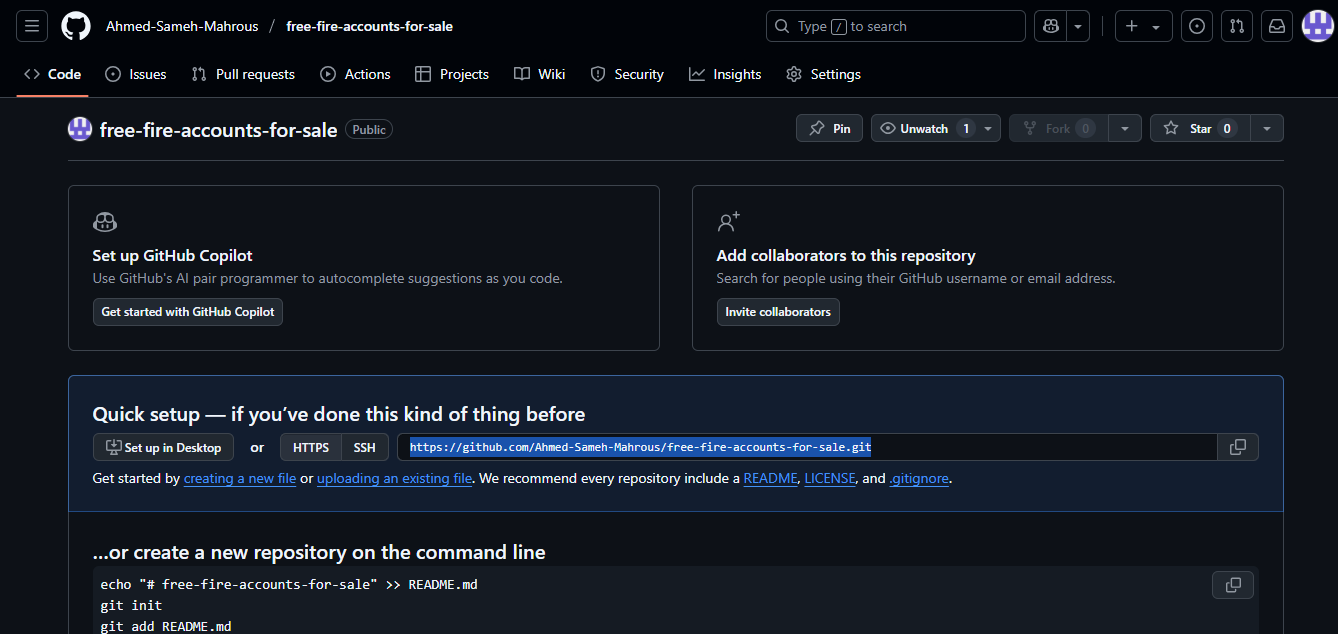 Ahmed-Sameh-Mahrous / free-fire-accounts-for-sale
Type / to search
Code Issues Pull requests Actions Projects Wiki Security Insights Settings
free-fire-accounts-for-sale Public
Pin Unwatch 1 Fork 0 Star 0
Set up GitHub Copilot
Use GitHub's AI pair programmer to autocomplete suggestions as you code.
Get started with GitHub Copilot
Add collaborators to this repository
Search for people using their GitHub username or email address.
Invite collaborators
Quick setup — if you’ve done this kind of thing before
Set up in Desktop or HTTPS SSH https://github.com/Ahmed-Sameh-Mahrous/free-fire-accounts-for-sale.git
Get started by creating a new file or uploading an existing file. We recommend every repository include a README, LICENSE, and .gitignore.
…or create a new repository on the command line
echo "# free-fire-accounts-for-sale" >> README.md
git init
git add README.md